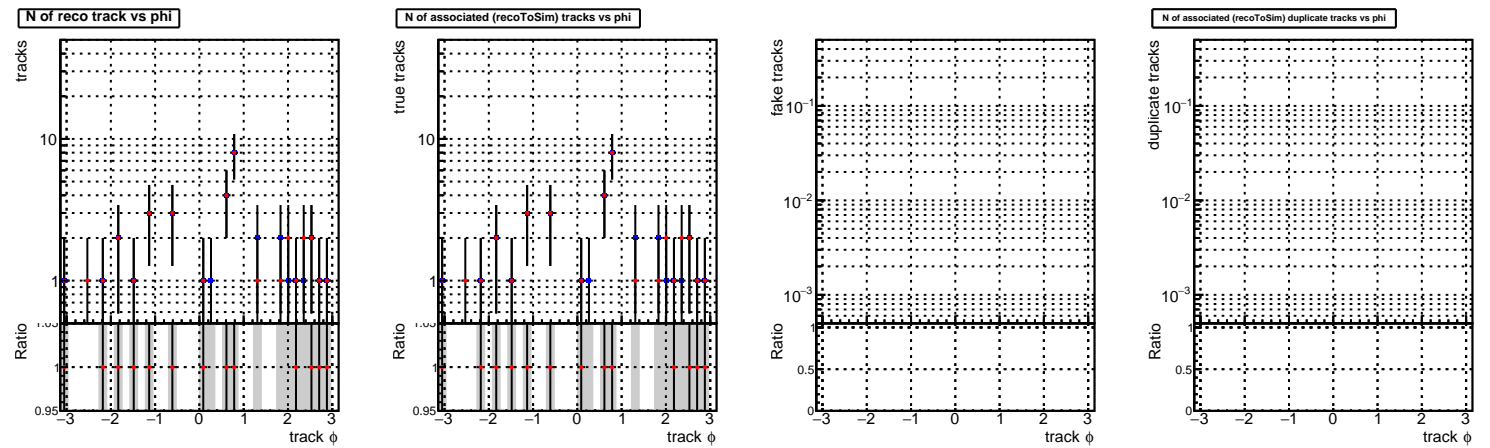 N of reco track vs phi
tracks
10
1
Ratio
1.05
1
0.95
−3 −2 −1 0 1 2 3
track ϕ
N of associated (recoToSim) tracks vs phi
true tracks
10
1
Ratio
1.05
1
0.95
−3 −2 −1 0 1 2 3
track ϕ
fake tracks
10−1
10−2
10−3
Ratio
1
0.5
0
−3 −2 −1 0 1 2 3
track ϕ
N of associated (recoToSim) duplicate tracks vs phi
duplicate tracks
10−1
10−2
10−3
Ratio
1
0.5
0
−3 −2 −1 0 1 2 3
track ϕ